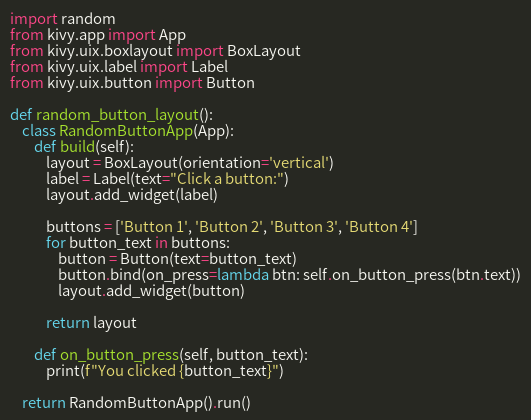 import random
from kivy.app import App
from kivy.uix.boxlayout import BoxLayout
from kivy.uix.label import Label
from kivy.uix.button import Button

def random_button_layout():
    class RandomButtonApp(App):
        def build(self):
            layout = BoxLayout(orientation='vertical')
            label = Label(text="Click a button:")
            layout.add_widget(label)

            buttons = ['Button 1', 'Button 2', 'Button 3', 'Button 4']
            for button_text in buttons:
                button = Button(text=button_text)
                button.bind(on_press=lambda btn: self.on_button_press(btn.text))
                layout.add_widget(button)

            return layout

        def on_button_press(self, button_text):
            print(f"You clicked {button_text}")

    return RandomButtonApp().run()